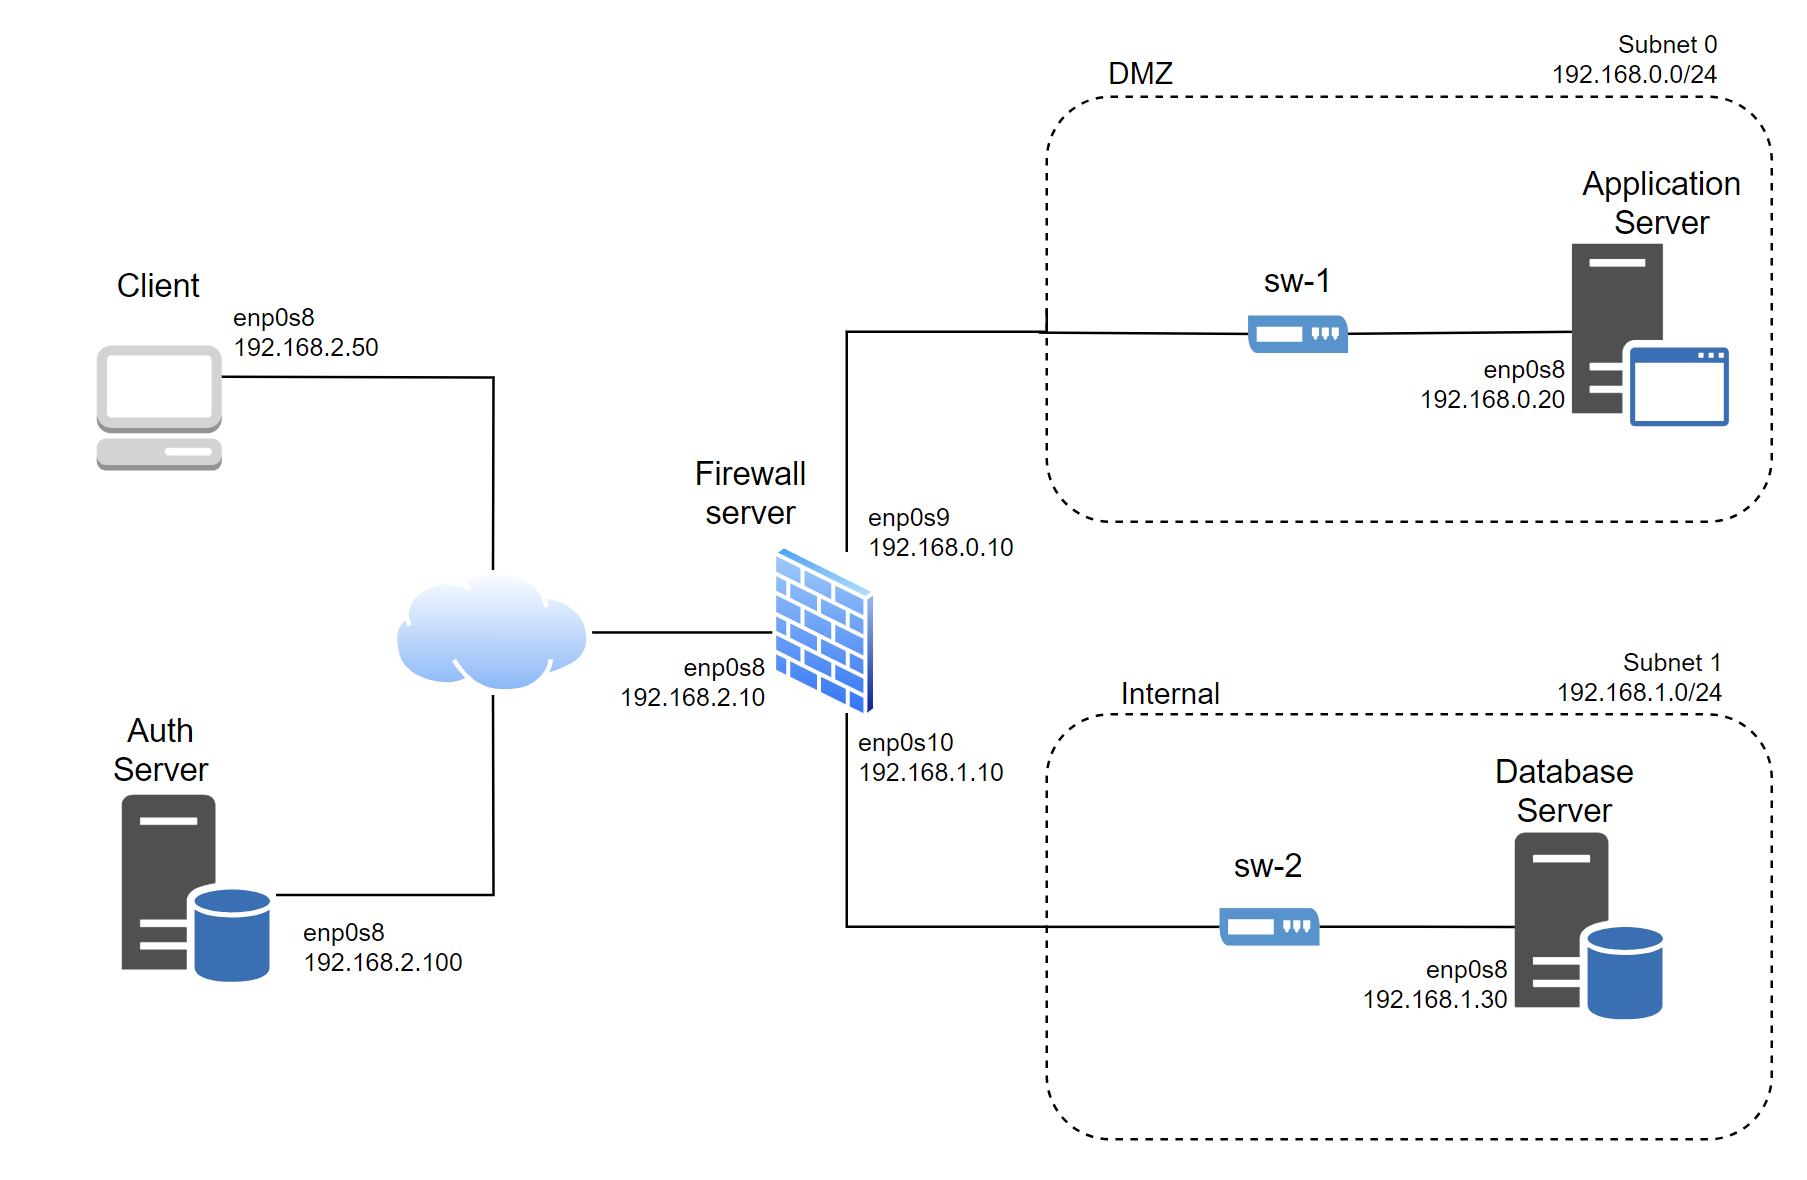 Subnet 0
192.168.0.0/24
DMZ
Application
Server
sw-1
enp0s8
192.168.0.20
Client
enp0s8
192.168.2.50
Firewall
server
enp0s9
192.168.0.10
enp0s8
192.168.2.10
enp0s10
192.168.1.10
Subnet 1
192.168.1.0/24
Internal
Database
Server
sw-2
enp0s8
192.168.1.30
Auth
Server
enp0s8
192.168.2.100